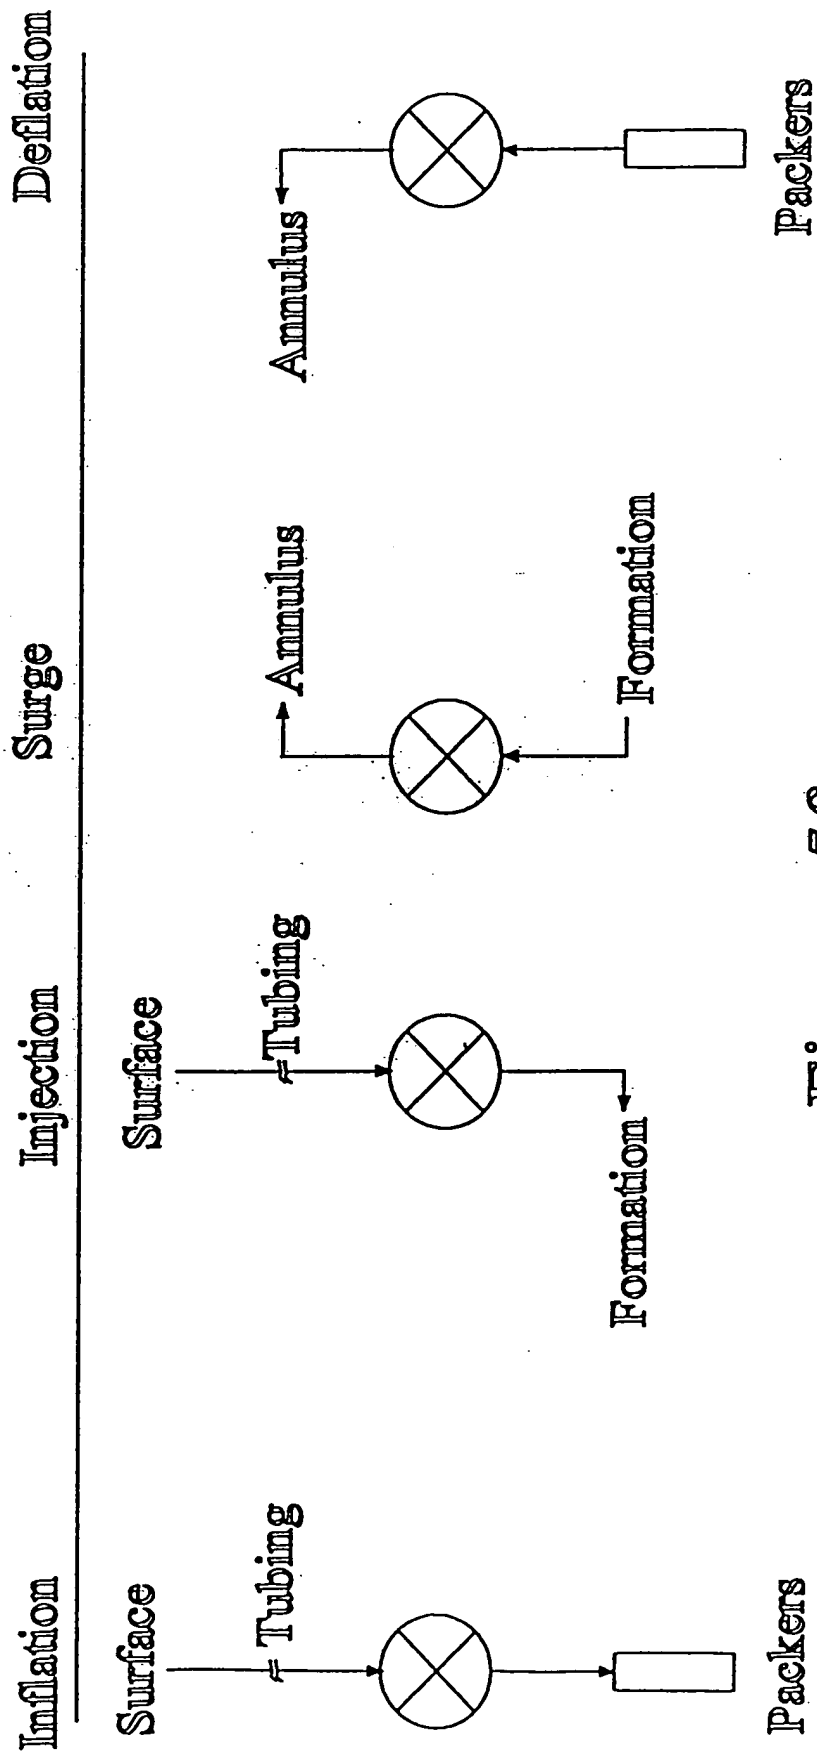 Inflation
Injection
Surge
Deflation
Surface
Tubing
Packers
Surface
Tubing
Formation
Annulus
Formation
Annulus
Packers